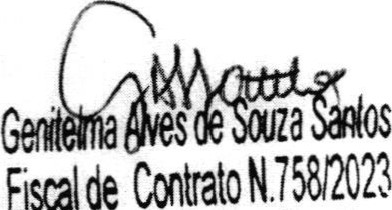 Genitelma Alves de Souza Santos
Fiscal de Contrato N.758/2023